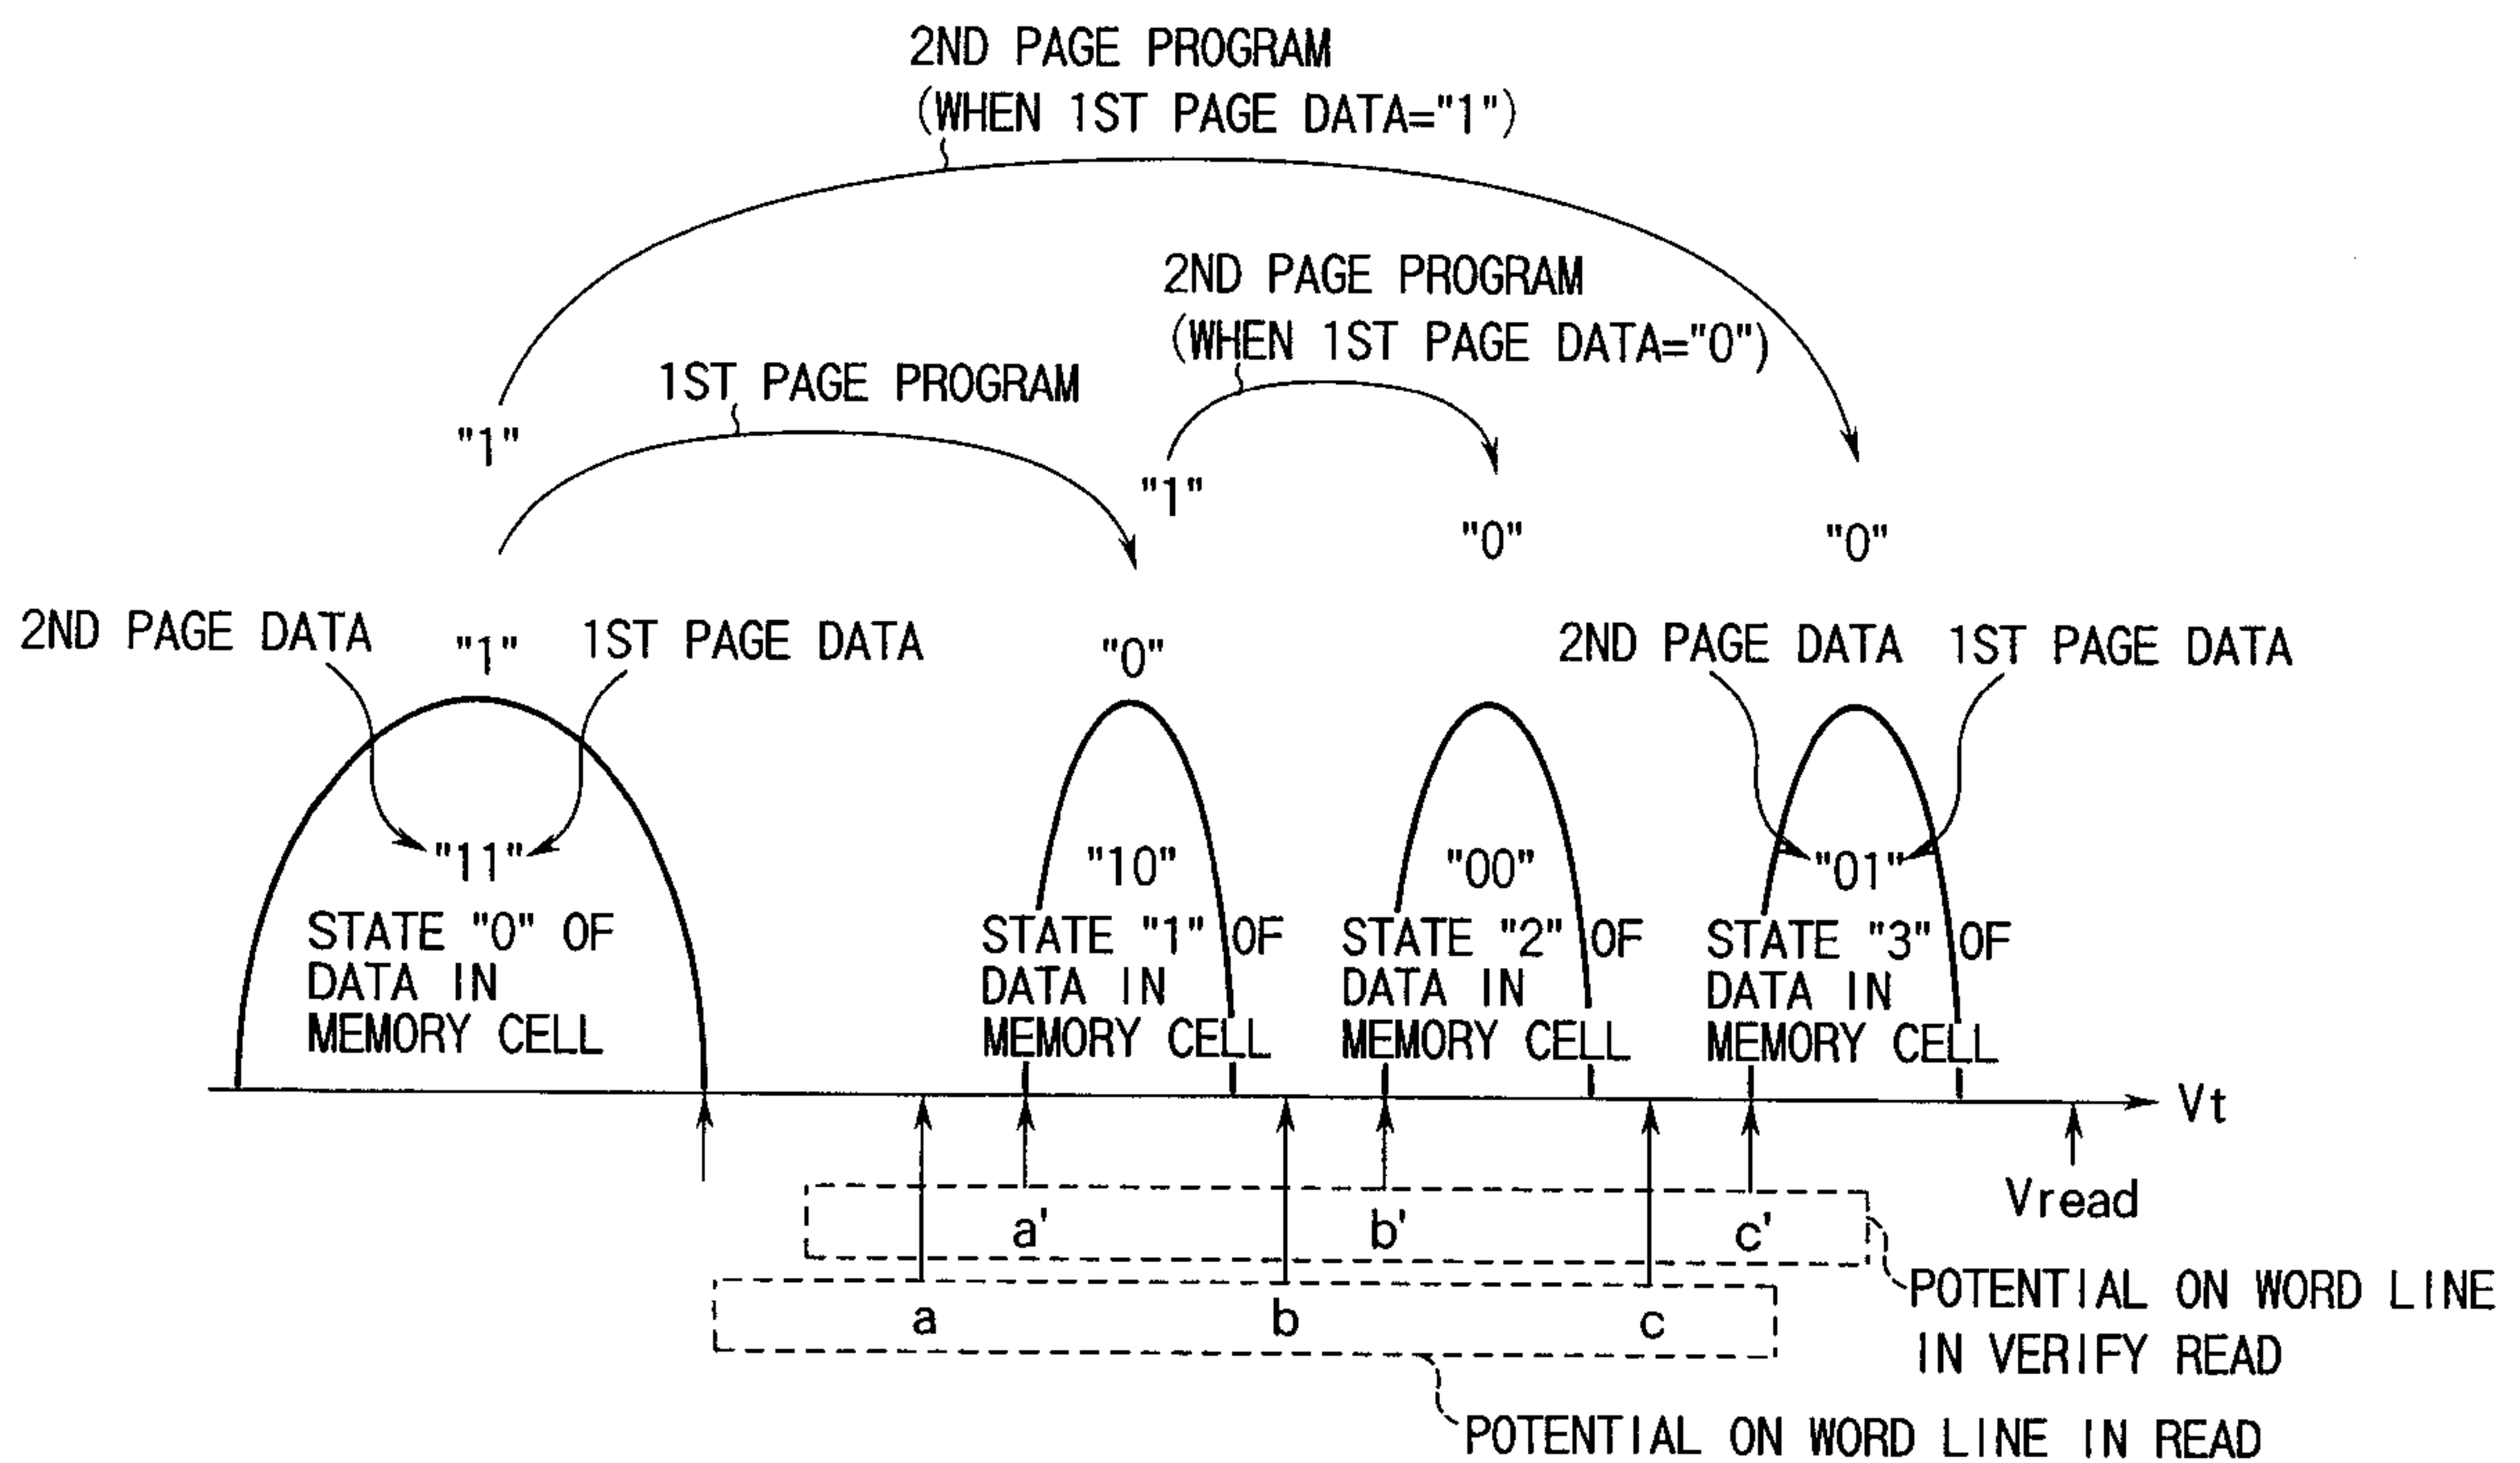 2ND PAGE PROGRAM
(WHEN 1ST PAGE DATA="1")
2ND PAGE PROGRAM
(WHEN 1ST PAGE DATA="0")
1ST PAGE PROGRAM
"1"
"1"
"0"
"0"
2ND PAGE DATA
"1"
1ST PAGE DATA
"0"
2ND PAGE DATA
1ST PAGE DATA
"11"
STATE "0" OF
DATA IN
MEMORY CELL
"10"
STATE "1" OF
DATA IN
MEMORY CELL
"00"
STATE "2" OF
DATA IN
MEMORY CELL
"01"
STATE "3" OF
DATA IN
MEMORY CELL
Vt
Vread
a'
b'
c'
POTENTIAL ON WORD LINE
IN VERIFY READ
a
b
c
POTENTIAL ON WORD LINE IN READ